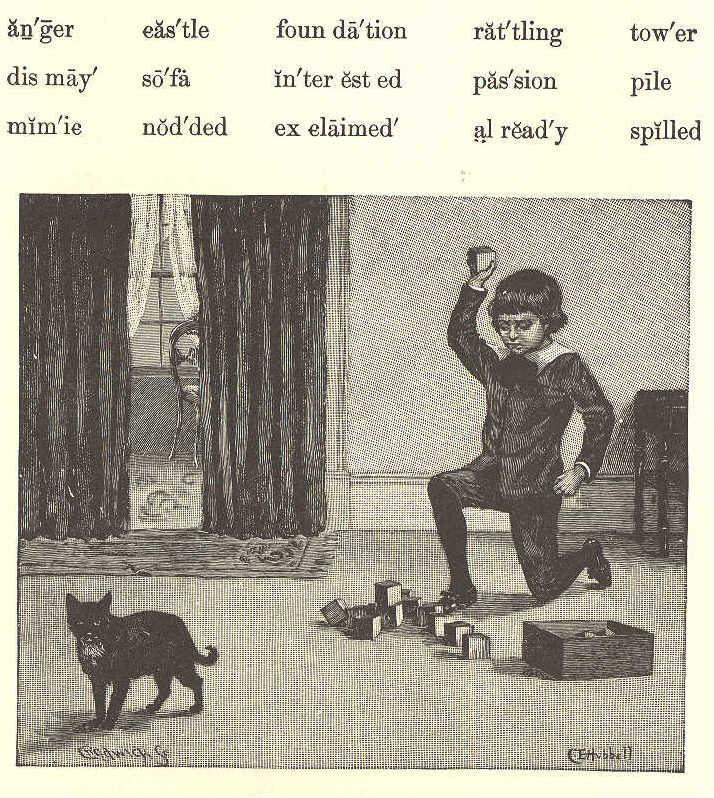 ăṉ′ḡer eăs′tle foun dā′tion răt′tling tow′er
dis māy′ sō′fȧ ĭn′ter ĕst ed păs′sion pīle
mĭm′ie nŏd′ded ex elāimed′ a̤l rĕad′y spĭlled
C.E Hubbell